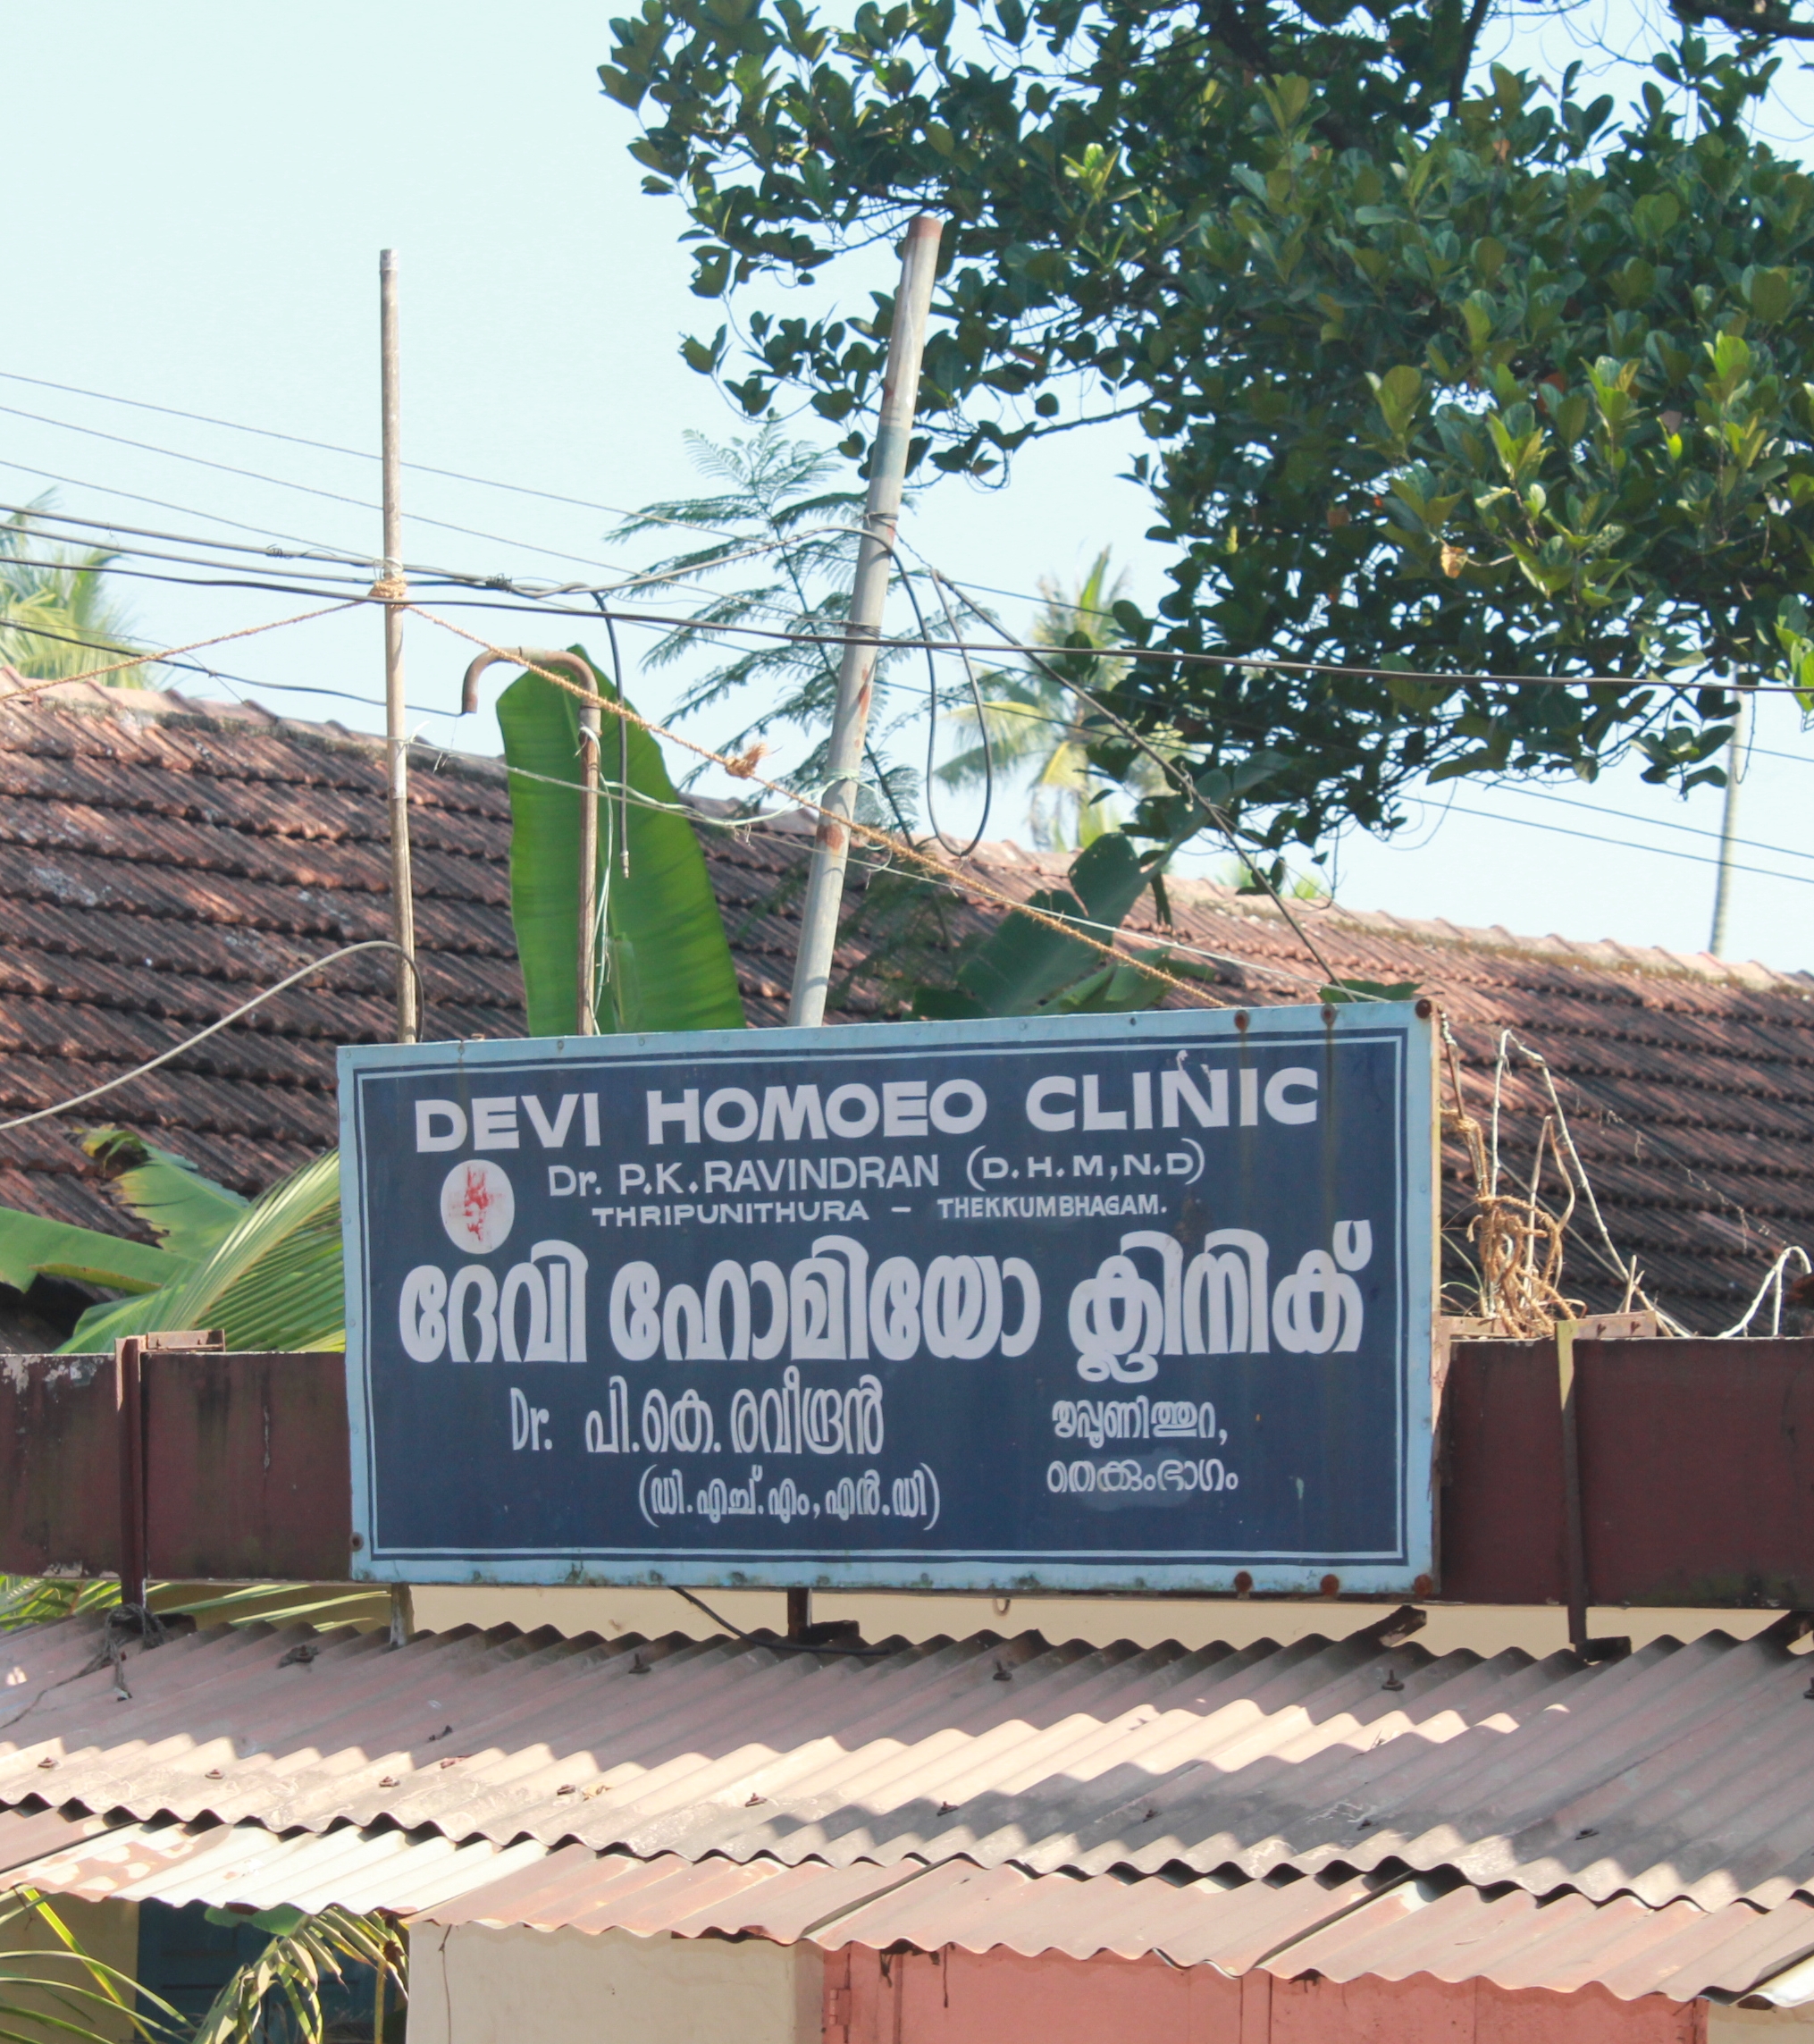 DEVI HOMOEO CLINIC
Dr. P.K.RAVINDRAN (D.H.M,N.D)
THRIPUNITHURA - THEKKUMBHAGAM.
ദേവി ഹോമിയോ ക്ലിനിക്
Dr. പി.കെ. രവീന്ദ്രൻ
(ഡി.എച്ച്.എം,എൻ.ഡി)
തൃപ്പൂണിത്തുറ,
തെക്കുംഭാഗം